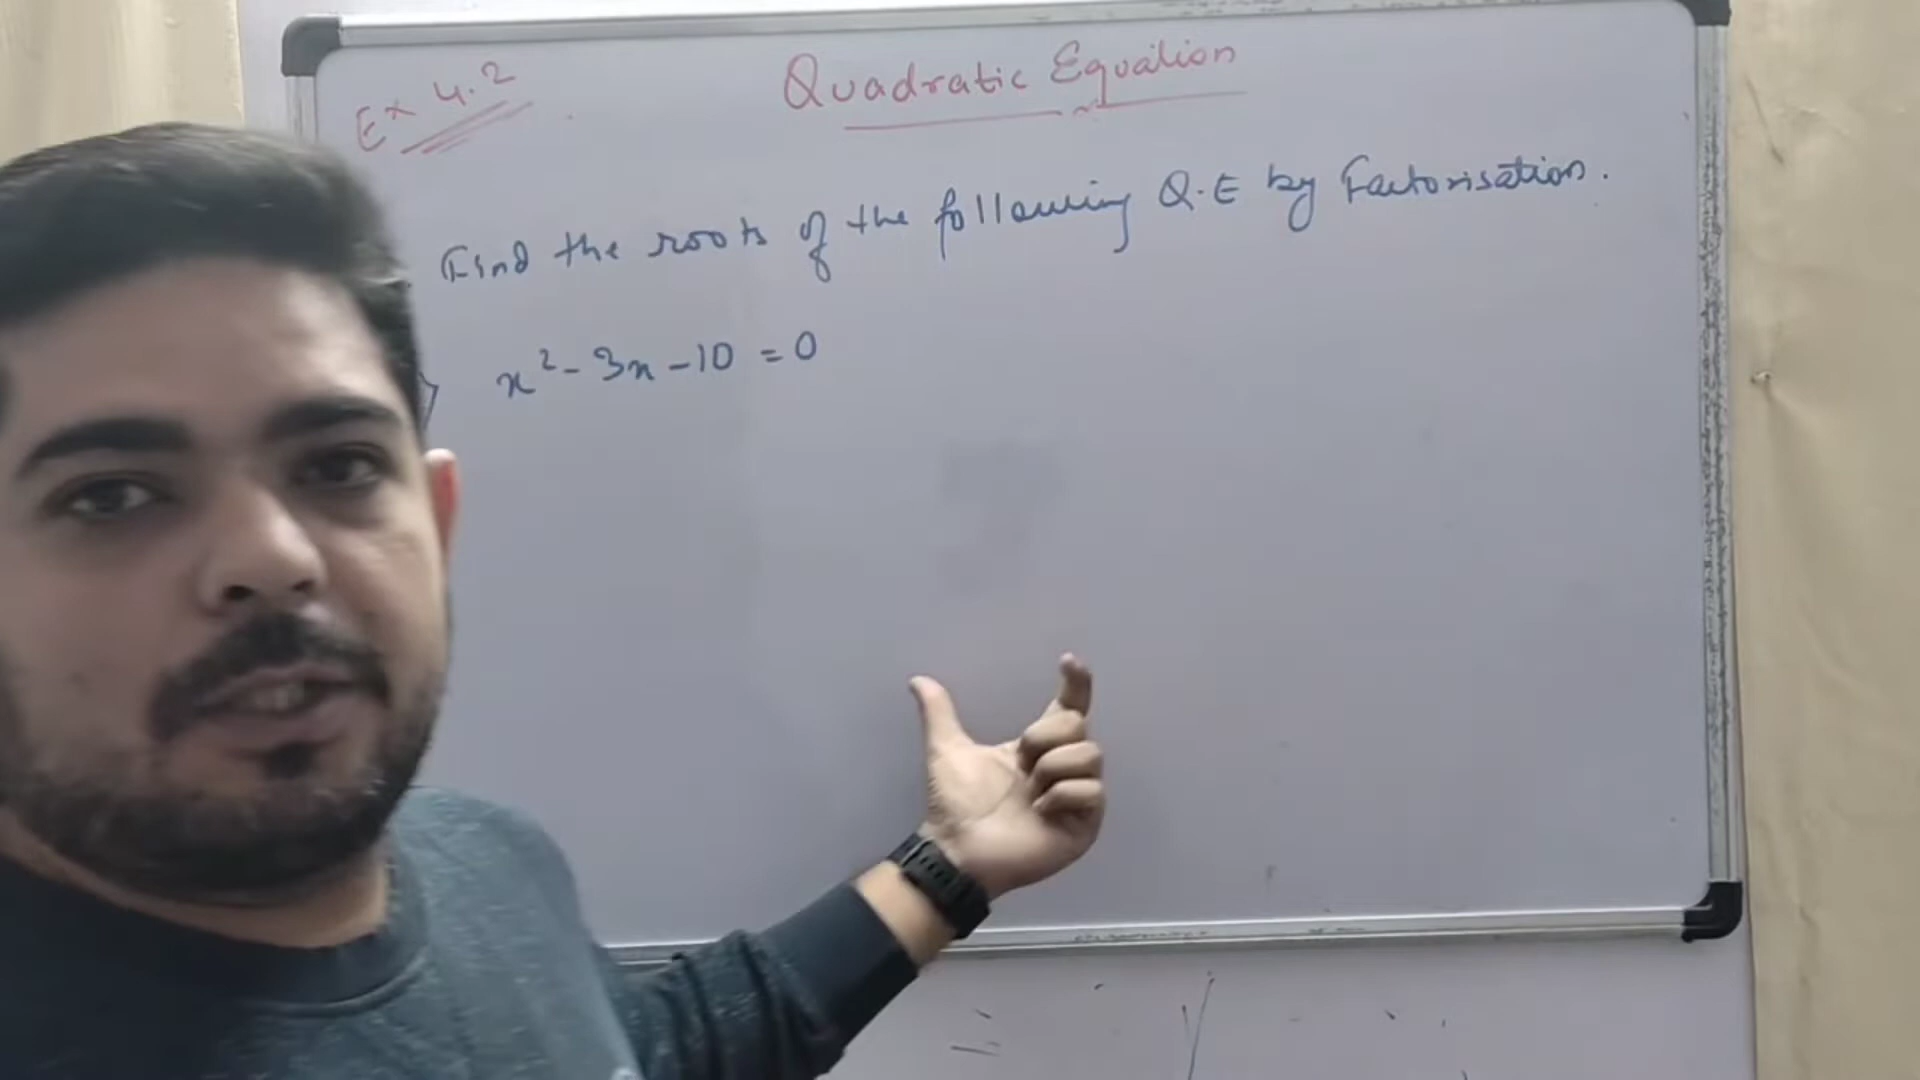 Ex 4.2
Quadratic Equation
Find the roots of the following Q.E by Factorisation.
x² - 3x - 10 = 0